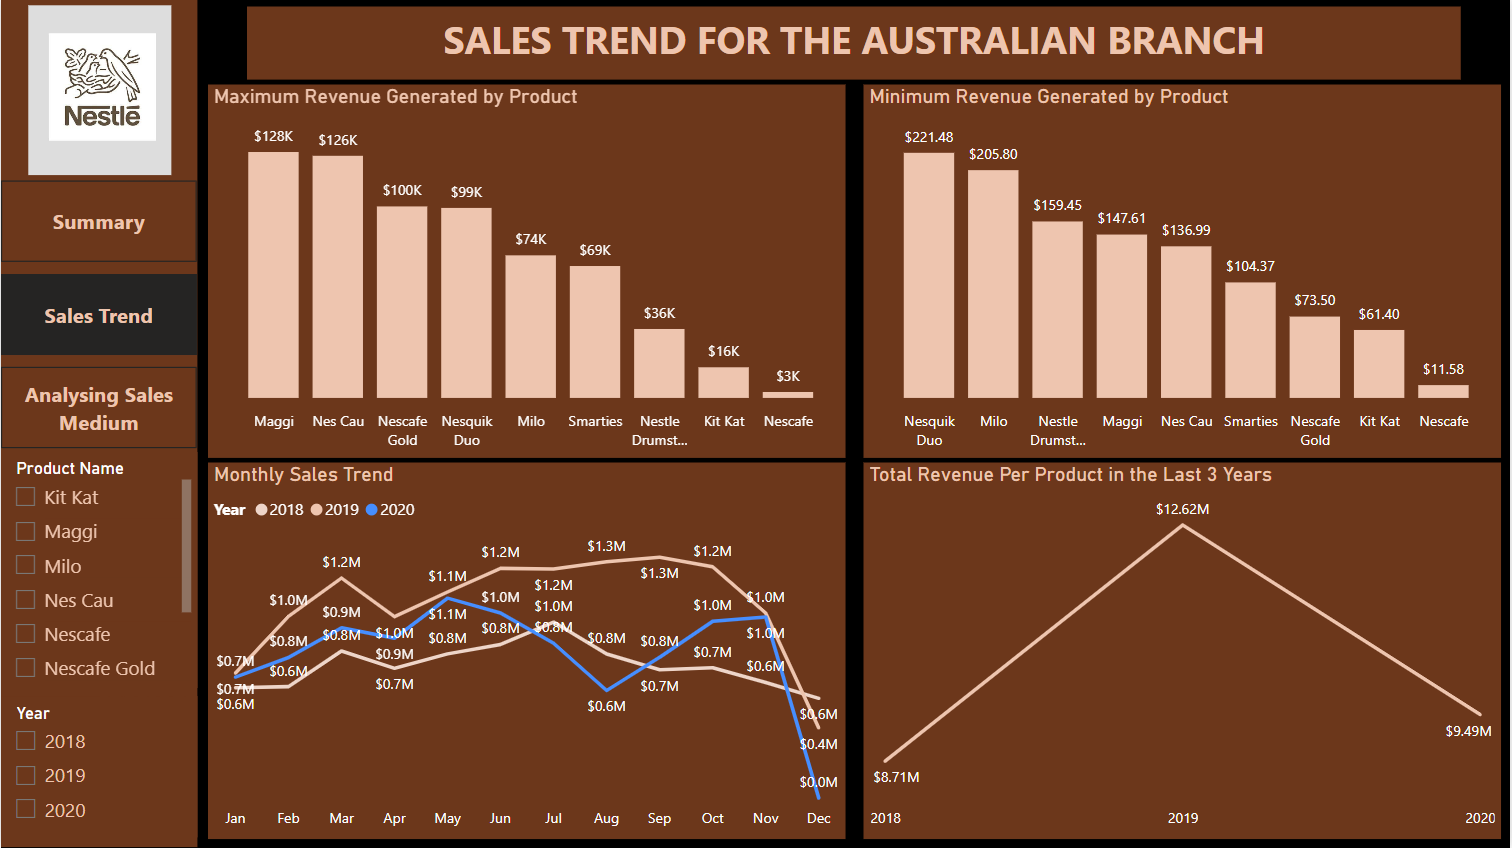 Nestlé
SALES TREND FOR THE AUSTRALIAN BRANCH
Summary
Sales Trend
Analysing Sales
Medium
Product Name
Kit Kat
Maggi
Milo
Nes Cau
Nescafe
Nescafe Gold
Year
2018
2019
2020
Maximum Revenue Generated by Product
$128K
$126K
$100K
$99K
$74K
$69K
$36K
$16K
$3K
Maggi
Nes Cau
Nescafe
Gold
Nesquik
Duo
Milo
Smarties
Nestle
Drumst...
Kit Kat
Nescafe
Minimum Revenue Generated by Product
$221.48
$205.80
$159.45
$147.61
$136.99
$104.37
$73.50
$61.40
$11.58
Nesquik
Duo
Milo
Nestle
Drumst...
Maggi
Nes Cau
Smarties
Nescafe
Gold
Kit Kat
Nescafe
Monthly Sales Trend
Year 2018 2019 2020
$0.7M
$0.7M
$0.6M
$1.0M
$0.8M
$0.6M
$1.2M
$0.9M
$0.8M
$1.0M
$0.9M
$0.7M
$1.1M
$1.1M
$0.8M
$1.2M
$1.0M
$0.8M
$1.2M
$1.0M
$0.8M
$1.3M
$0.8M
$0.6M
$1.3M
$0.8M
$0.7M
$1.2M
$1.0M
$0.7M
$1.0M
$1.0M
$0.6M
$0.6M
$0.4M
$0.0M
Jan Feb Mar Apr May Jun Jul Aug Sep Oct Nov Dec
Total Revenue Per Product in the Last 3 Years
$12.62M
$9.49M
$8.71M
2018 2019 2020